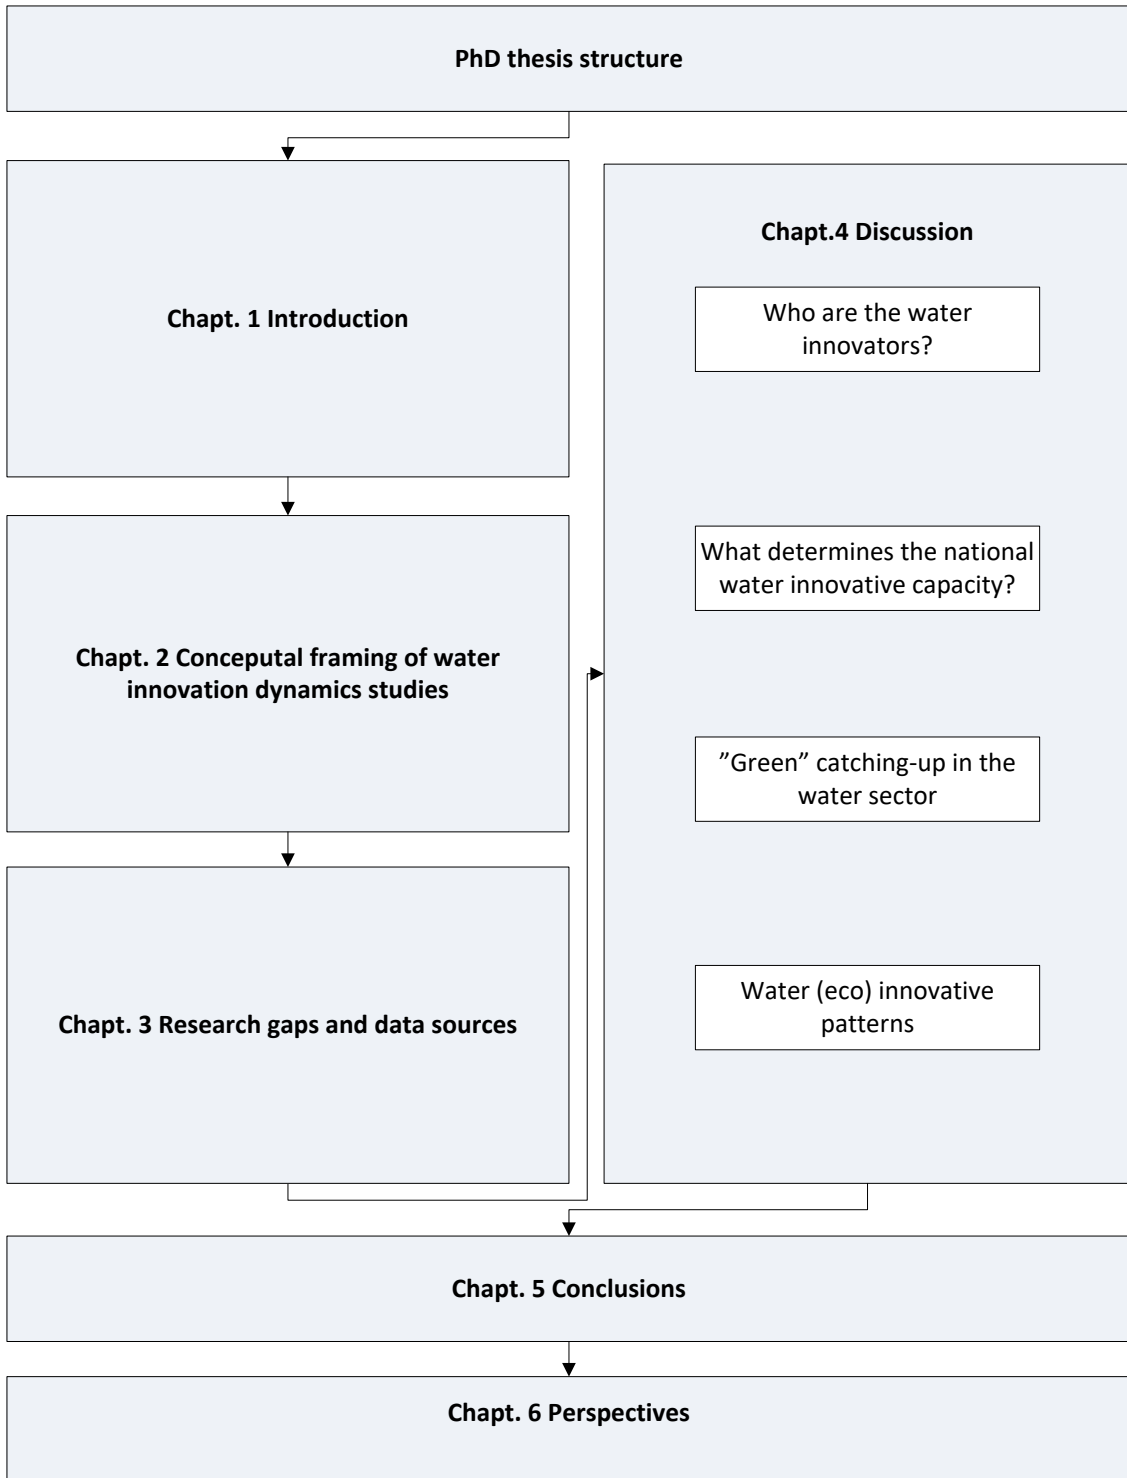 PhD thesis structure
Chapt. 1 Introduction
Chapt. 2 Conceputal framing of water
innovation dynamics studies
Chapt. 3 Research gaps and data sources
Chapt.4 Discussion
Who are the water
innovators?
What determines the national
water innovative capacity?
”Green” catching-up in the
water sector
Water (eco) innovative
patterns
Chapt. 5 Conclusions
Chapt. 6 Perspectives